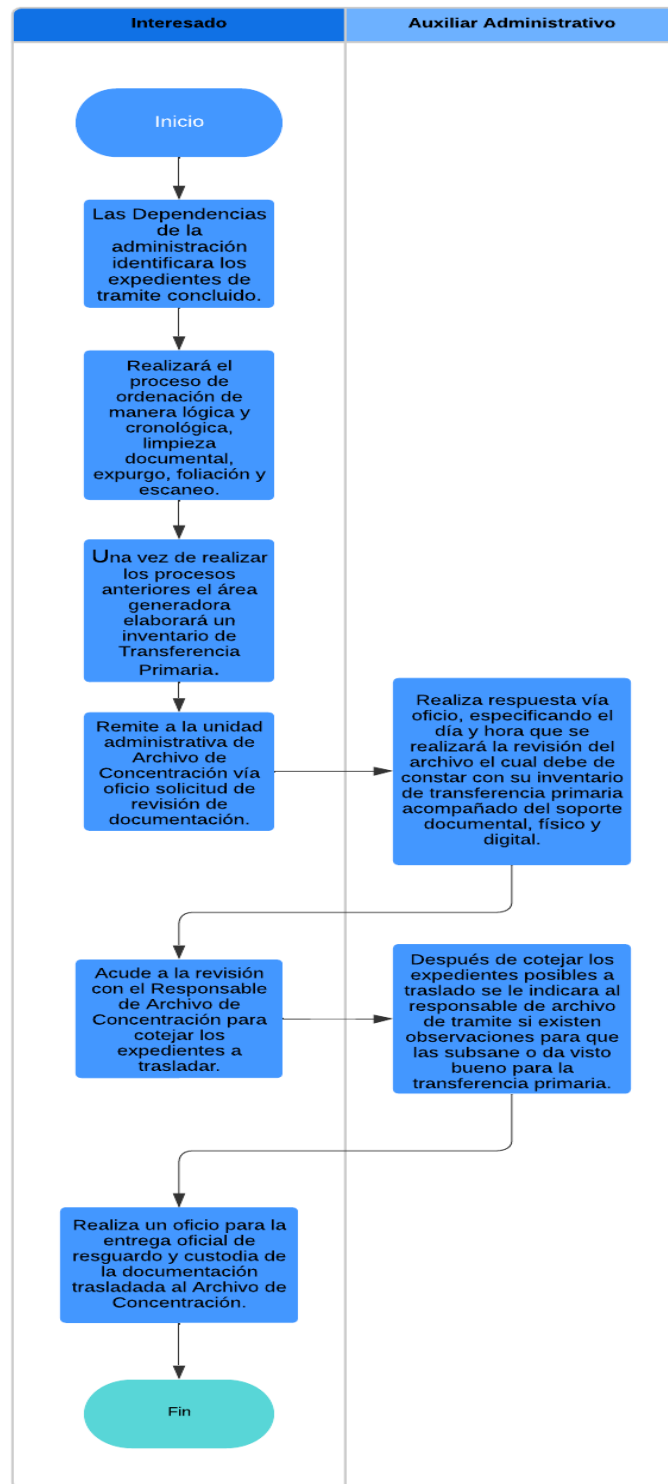 Interesado
Auxiliar Administrativo
Inicio
Las Dependencias
de la
administración
identificara los
expedientes de
tramite concluido.
Realizará el
proceso de
ordenación de
manera lógica y
cronológica,
limpieza
documental,
expurgo, foliación y
escaneo.
Una vez de realizar
los procesos
anteriores el área
generadora
elaborará un
inventario de
Transferencia
Primaria.
Remite a la unidad
administrativa de
Archivo de
Concentración vía
oficio solicitud de
revisión de
documentación.
Realiza respuesta vía
oficio, especificando el
día y hora que se
realizará la revisión del
archivo el cual debe de
constar con su inventario
de transferencia primaria
acompañado del soporte
documental, físico y
digital.
Acude a la revisión
con el Responsable
de Archivo de
Concentración para
cotejar los
expedientes a
trasladar.
Después de cotejar los
expedientes posibles a
traslado se le indicara al
responsable de archivo
de tramite si existen
observaciones para que
las subsane o da visto
bueno para la
transferencia primaria.
Realiza un oficio para la
entrega oficial de
resguardo y custodia de
la documentación
trasladada al Archivo de
Concentración.
Fin